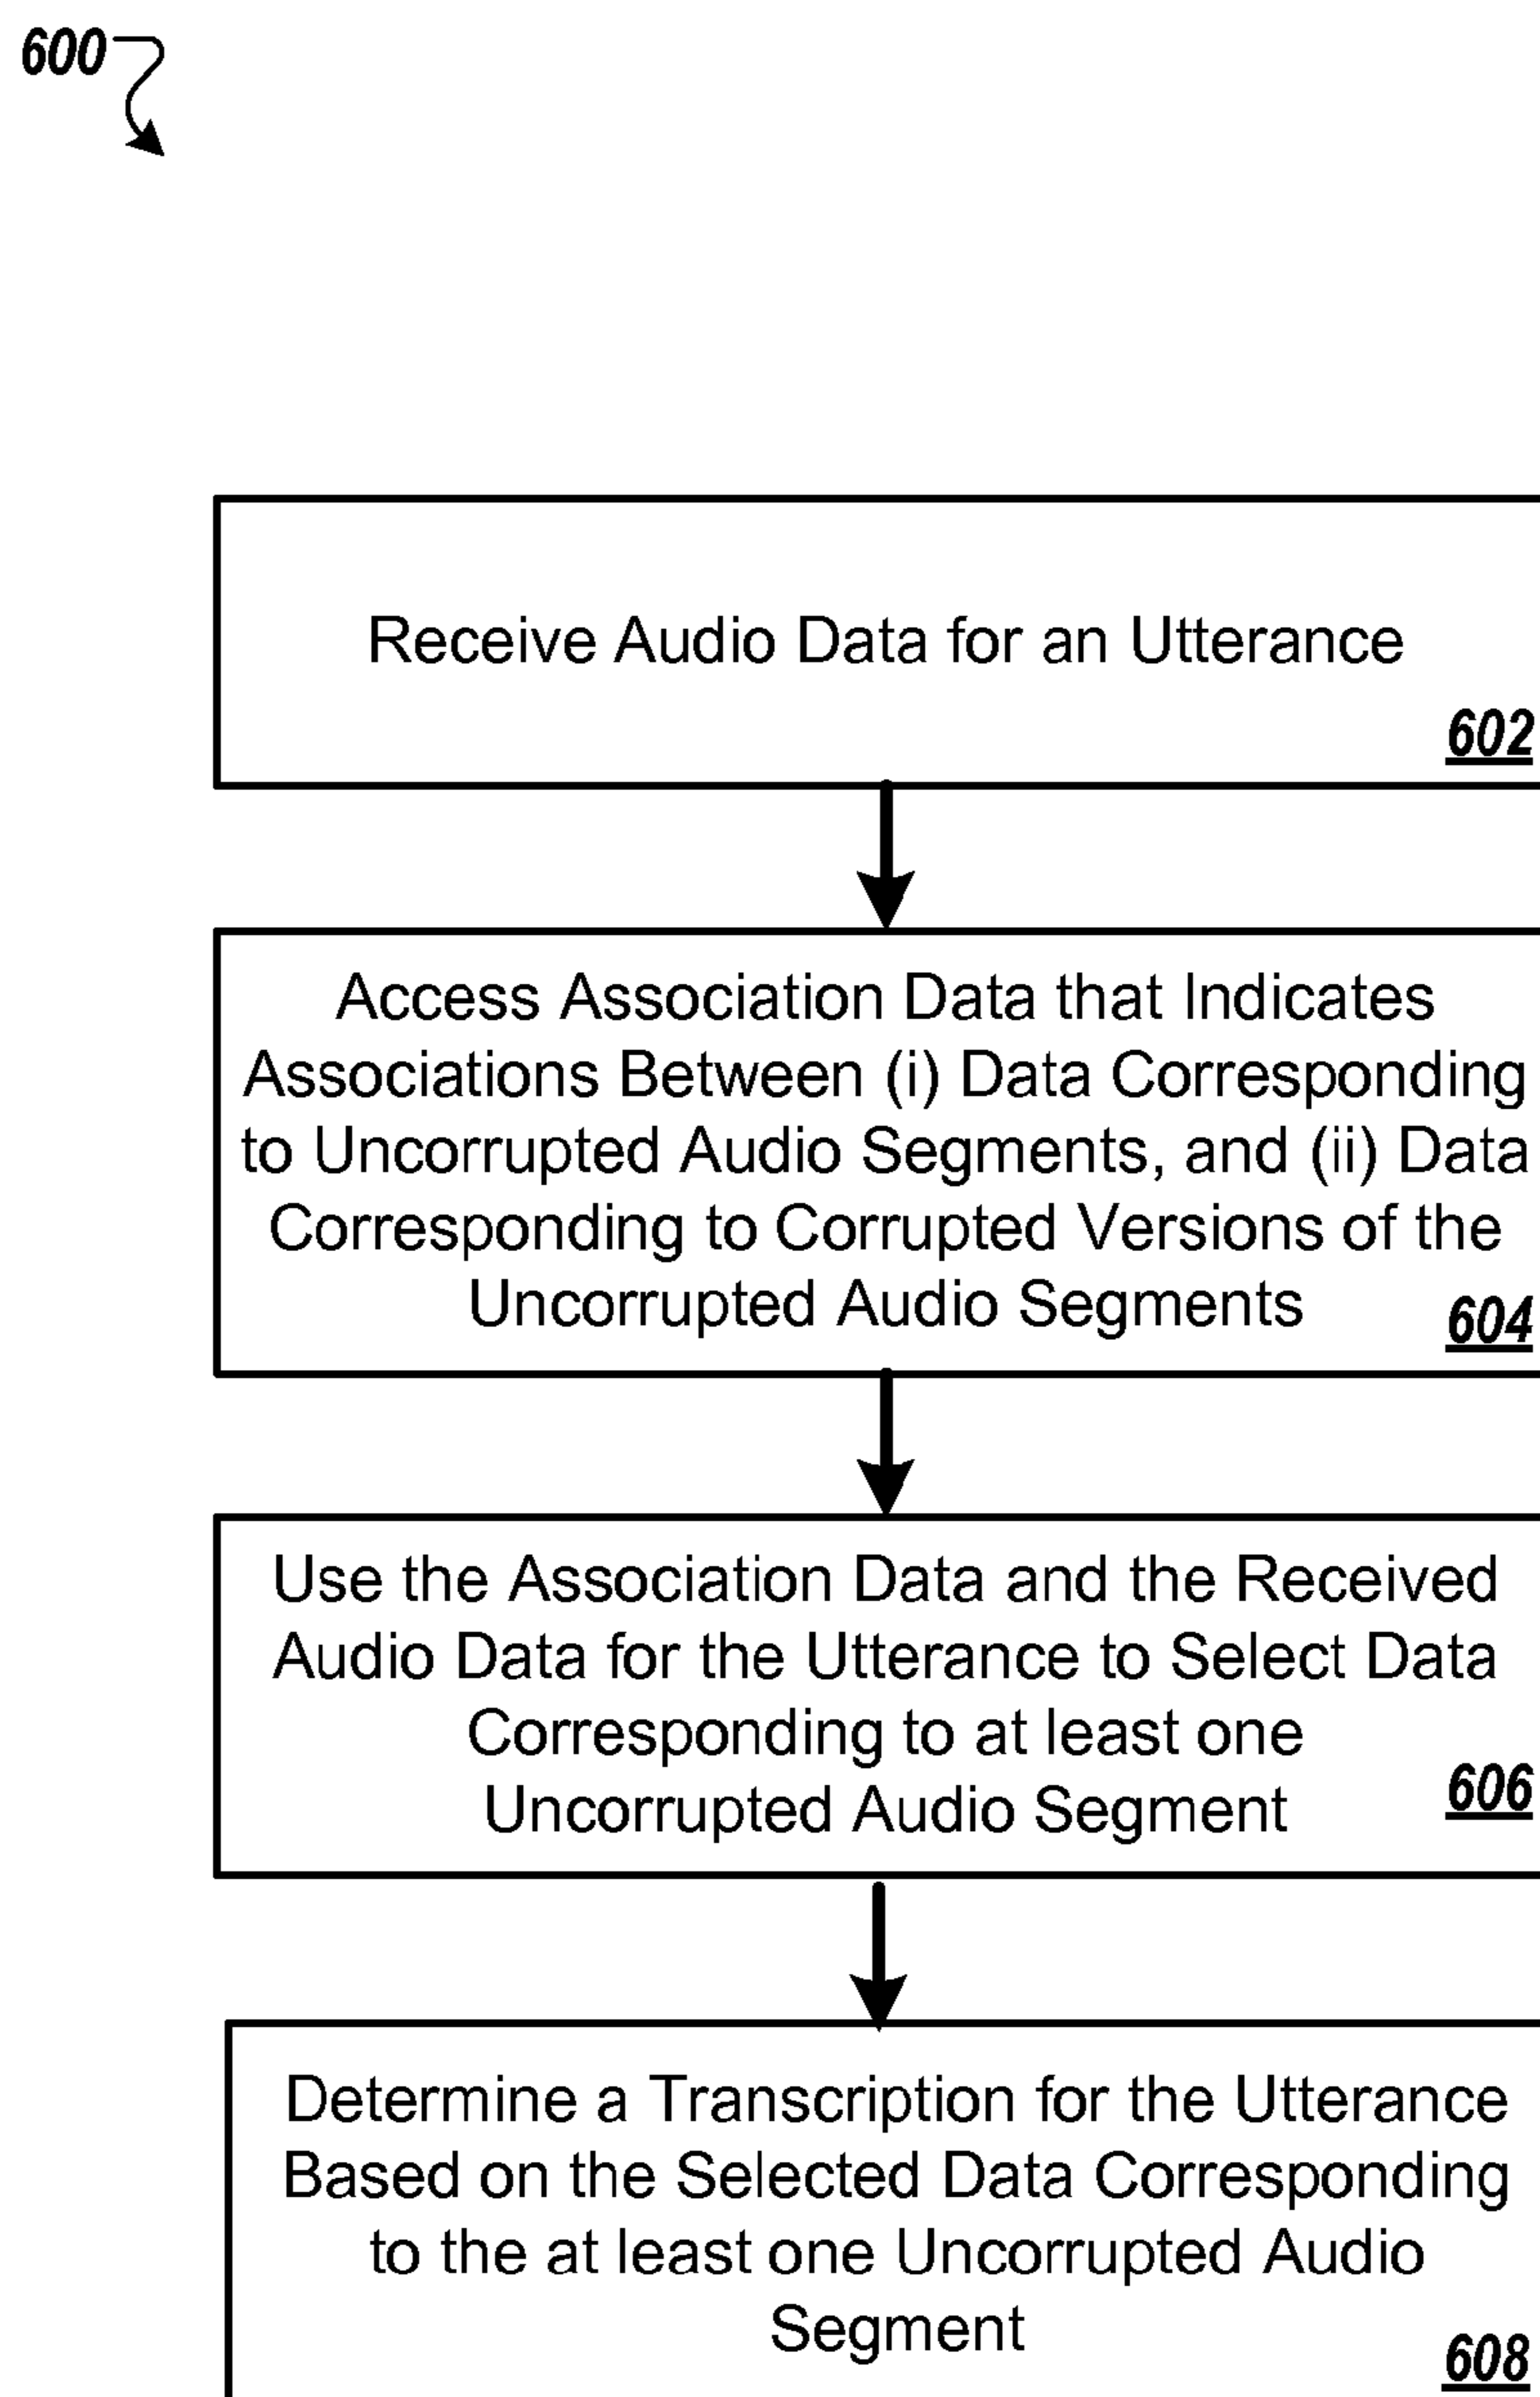 600
Receive Audio Data for an Utterance
602
Access Association Data that Indicates
Associations Between (i) Data Corresponding
to Uncorrupted Audio Segments, and (ii) Data
Corresponding to Corrupted Versions of the
Uncorrupted Audio Segments
604
Use the Association Data and the Received
Audio Data for the Utterance to Select Data
Corresponding to at least one
Uncorrupted Audio Segment
606
Determine a Transcription for the Utterance
Based on the Selected Data Corresponding
to the at least one Uncorrupted Audio
Segment
608